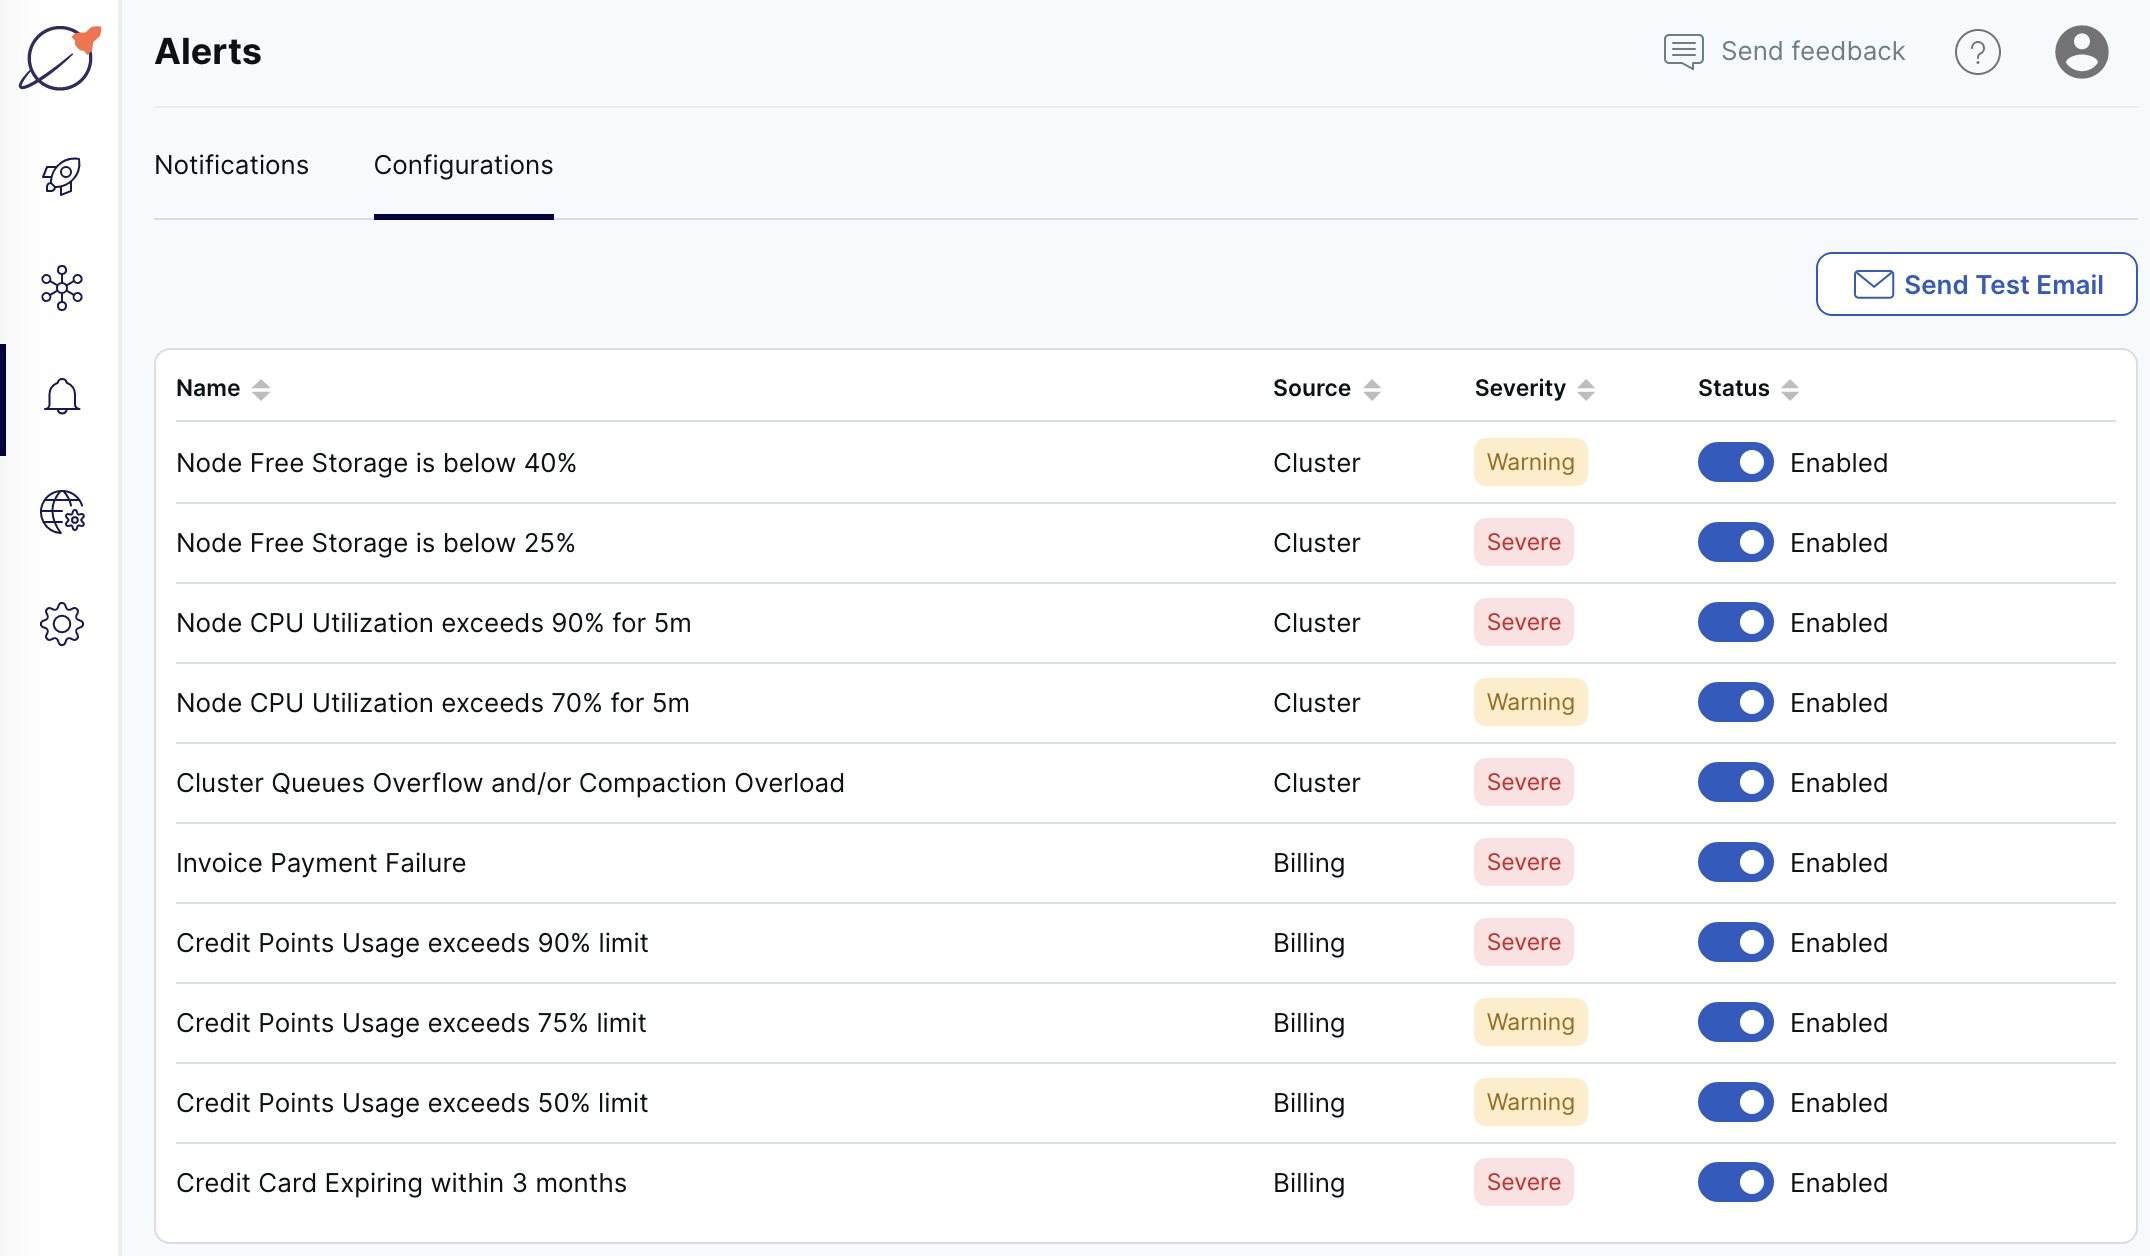 Alerts
Send feedback
?
Notifications Configurations
Send Test Email
Name Source Severity Status
Node Free Storage is below 40% Cluster Warning Enabled
Node Free Storage is below 25% Cluster Severe Enabled
Node CPU Utilization exceeds 90% for 5m Cluster Severe Enabled
Node CPU Utilization exceeds 70% for 5m Cluster Warning Enabled
Cluster Queues Overflow and/or Compaction Overload Cluster Severe Enabled
Invoice Payment Failure Billing Severe Enabled
Credit Points Usage exceeds 90% limit Billing Severe Enabled
Credit Points Usage exceeds 75% limit Billing Warning Enabled
Credit Points Usage exceeds 50% limit Billing Warning Enabled
Credit Card Expiring within 3 months Billing Severe Enabled